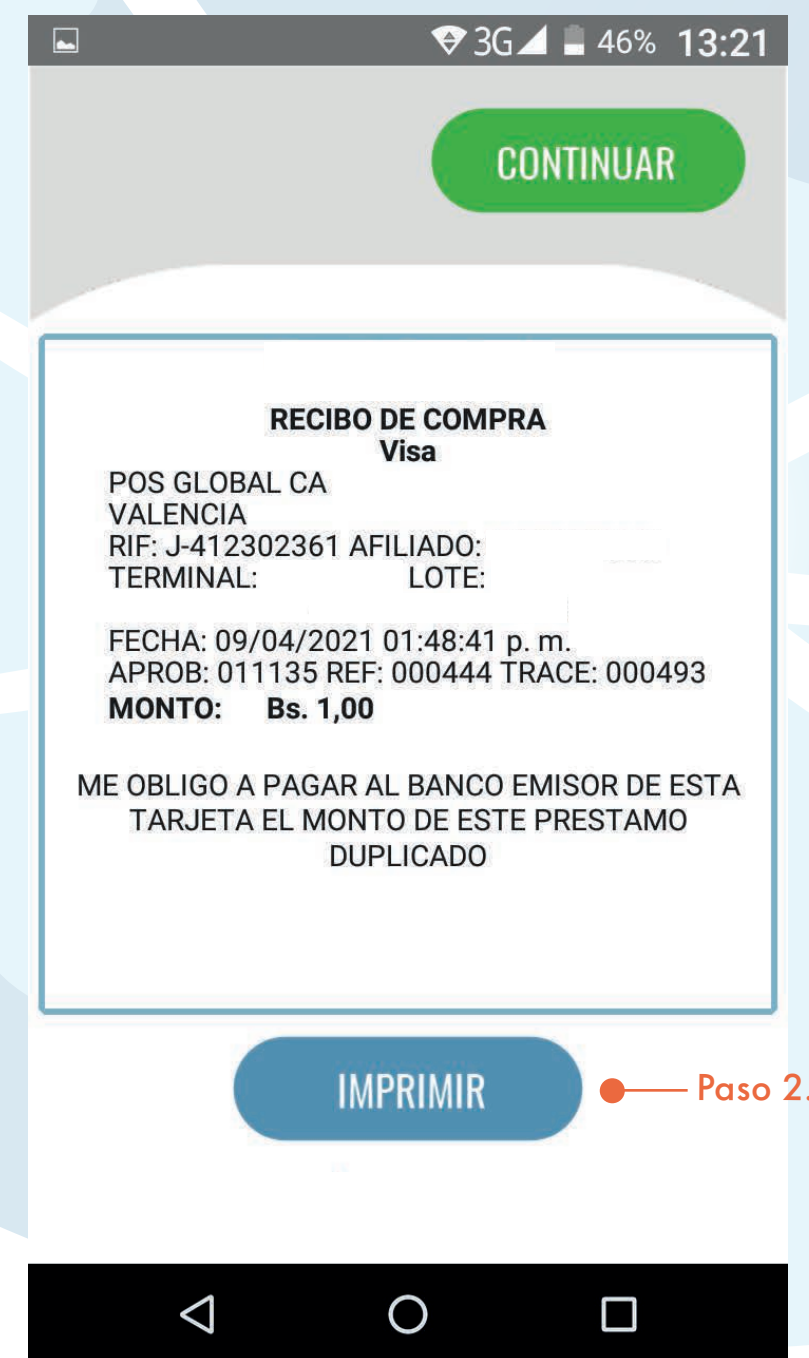 3G 46% 13:21
CONTINUAR
RECIBO DE COMPRA
Visa
POS GLOBAL CA
VALENCIA
RIF: J-412302361 AFILIADO:
TERMINAL: LOTE:
FECHA: 09/04/2021 01:48:41 p. m.
APROB: 011135 REF: 000444 TRACE: 000493
MONTO: Bs. 1,00
ME OBLIGO A PAGAR AL BANCO EMISOR DE ESTA
TARJETA EL MONTO DE ESTE PRESTAMO
DUPLICADO
IMPRIMIR
Paso 2.